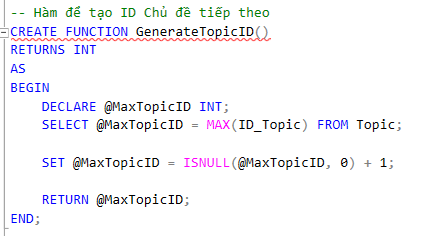 -- Hàm để tạo ID Chủ đề tiếp theo
CREATE FUNCTION GenerateTopicID()
RETURNS INT
AS
BEGIN
    DECLARE @MaxTopicID INT;
    SELECT @MaxTopicID = MAX(ID_Topic) FROM Topic;

    SET @MaxTopicID = ISNULL(@MaxTopicID, 0) + 1;

    RETURN @MaxTopicID;
END;